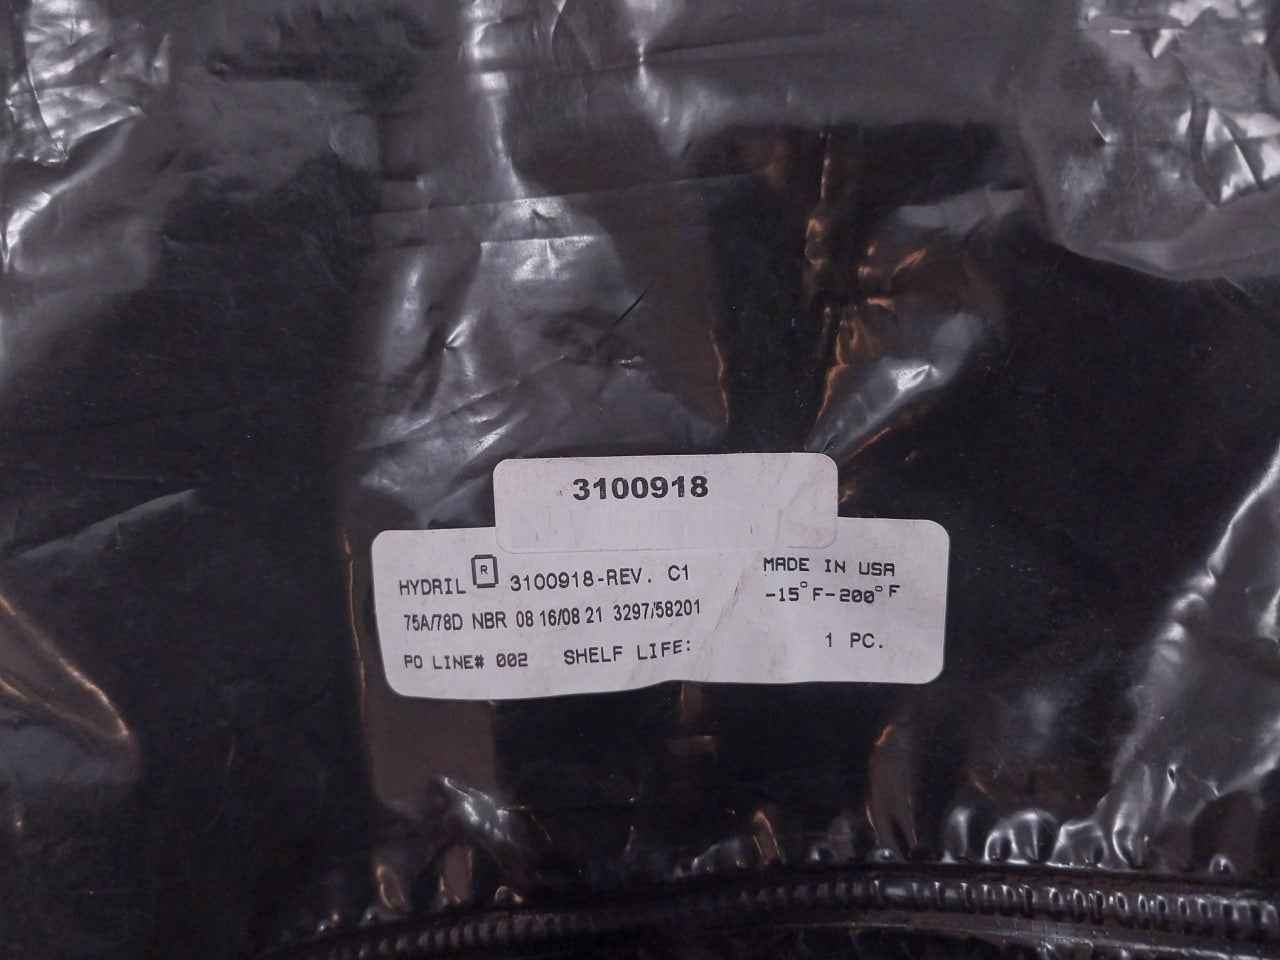 3100918
HYDRIL R 3100918-REV. C1
MADE IN USA
75A/78D NBR 08 16/08 21 3297/58201
-15°F-200°F
PO LINE# 002 SHELF LIFE:
1 PC.